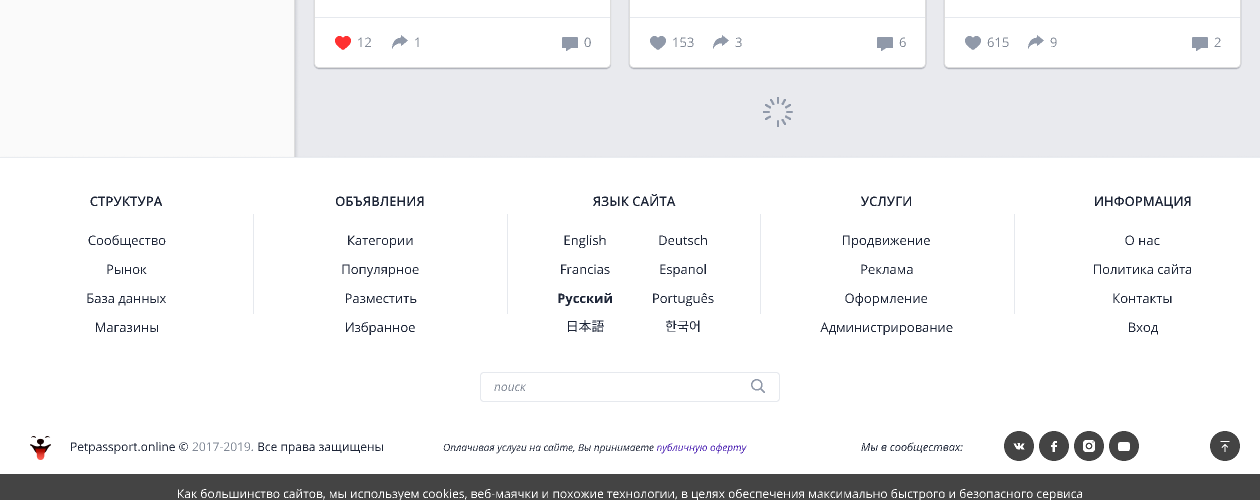 12 1 0 153 3 6 615 9 2
СТРУКТУРА
Сообщество
Рынок
База данных
Магазины
ОБЪЯВЛЕНИЯ
Категории
Популярное
Разместить
Избранное
ЯЗЫК САЙТА
English Deutsch
Francias Espanol
Русский Português
日本語 한국어
УСЛУГИ
Продвижение
Реклама
Оформление
Администрирование
ИНФОРМАЦИЯ
О нас
Политика сайта
Контакты
Вход
поиск
Petpassport.online © 2017-2019. Все права защищены
Оплачивая услуги на сайте, Вы принимаете публичную оферту
Мы в сообществах:
Как большинство сайтов, мы используем cookies, веб-маячки и похожие технологии, в целях обеспечения максимально быстрого и безопасного сервиса